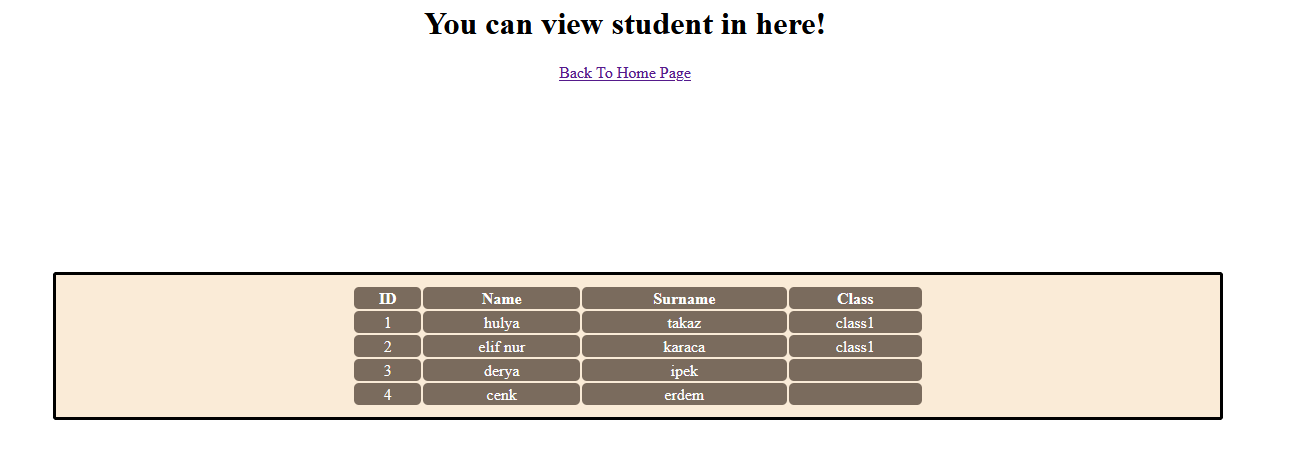 You can view student in here!
Back To Home Page
ID Name Surname Class
1 hulya takaz class1
2 elif nur karaca class1
3 derya ipek
4 cenk erdem